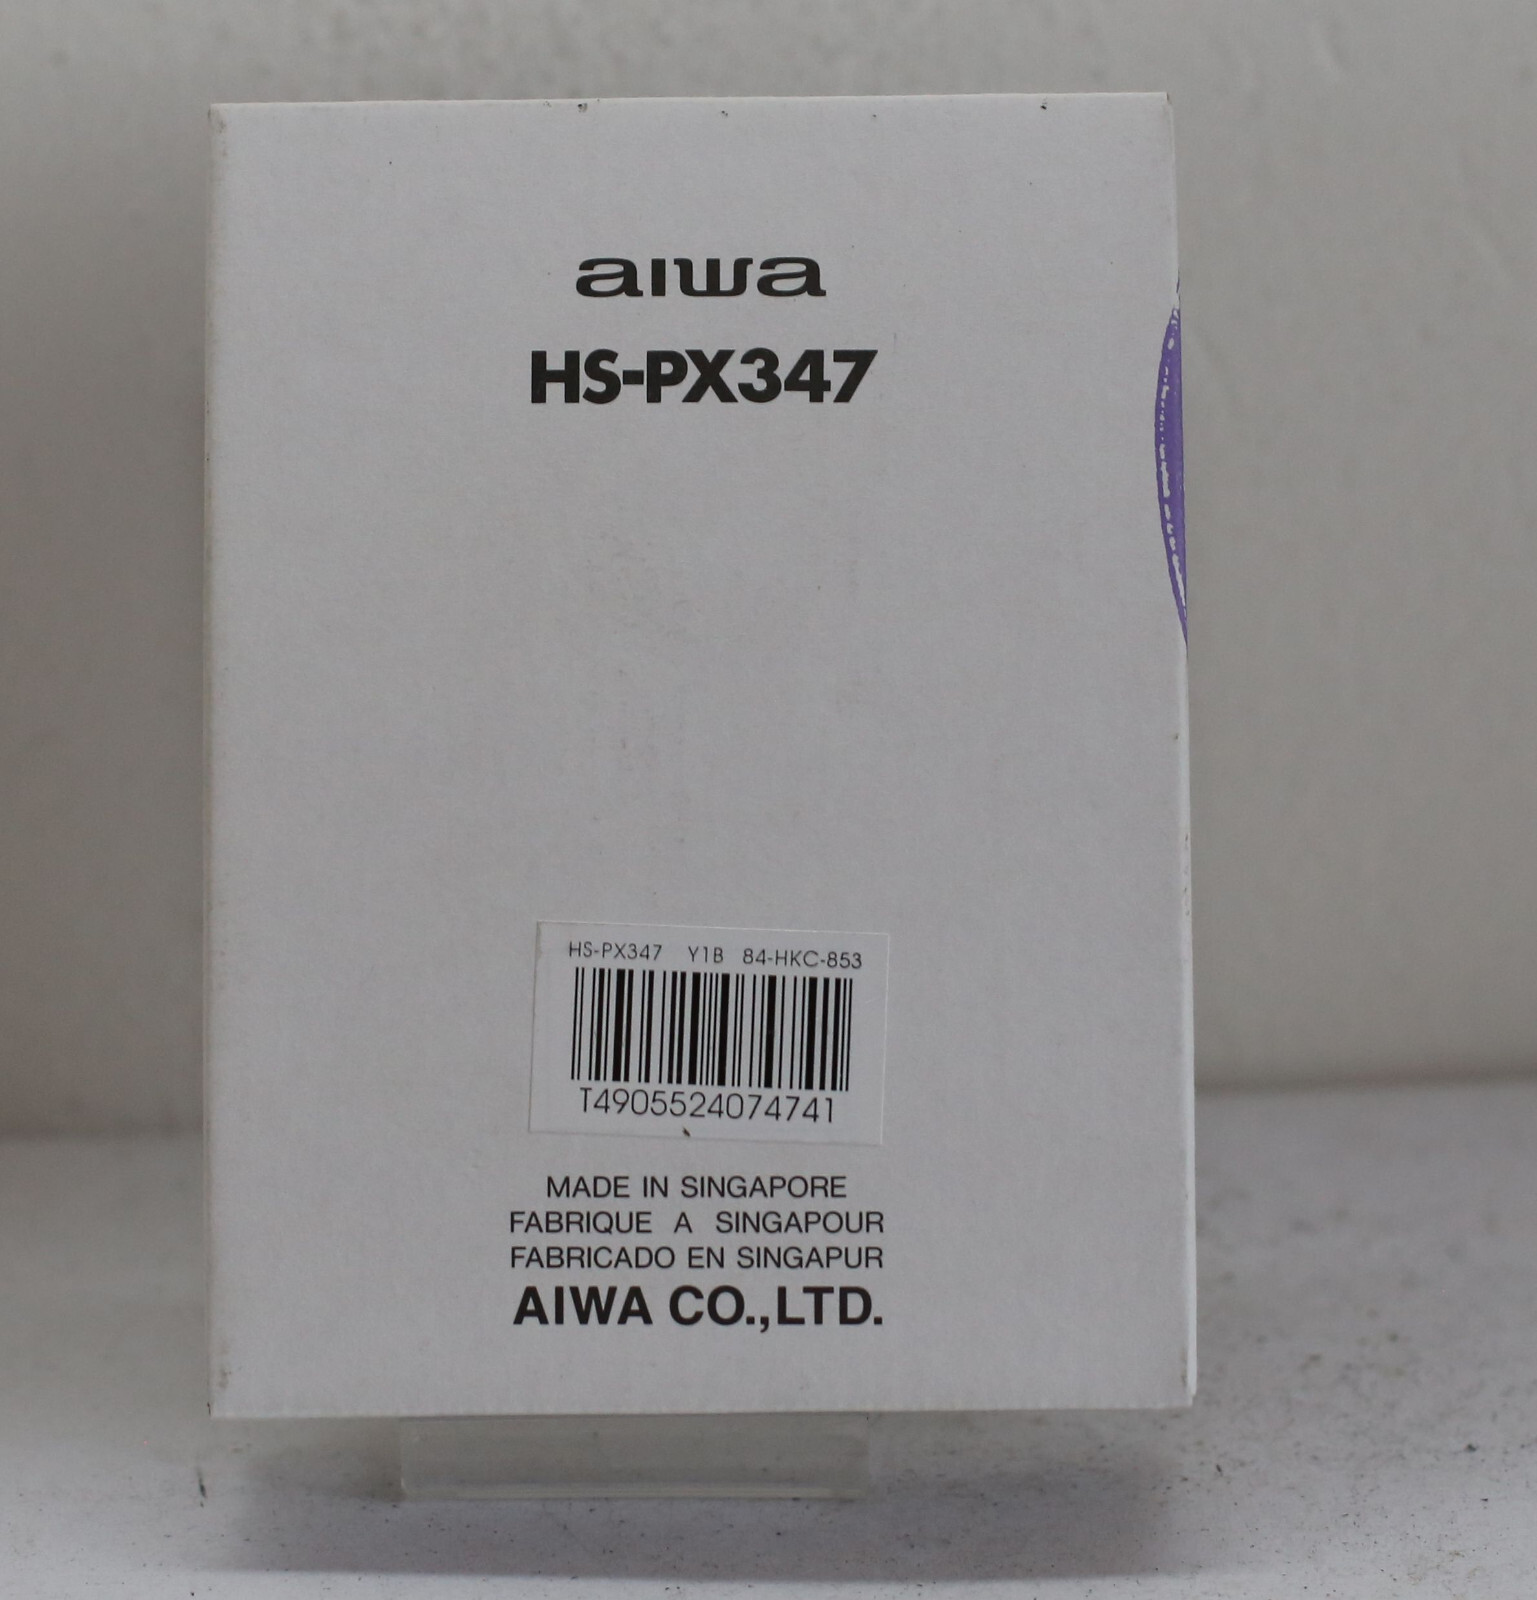 aiwa
HS-PX347
HS-PX347 Y1B 84-HKC-853
T4905524074741
MADE IN SINGAPORE
FABRIQUE A SINGAPOUR
FABRICADO EN SINGAPUR
AIWA CO.,LTD.